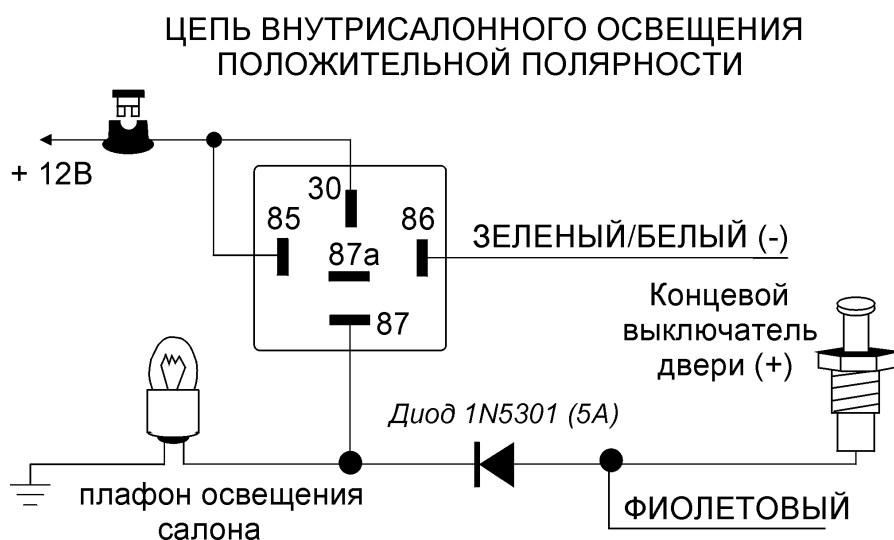 ЦЕПЬ ВНУТРИСАЛОННОГО ОСВЕЩЕНИЯ
ПОЛОЖИТЕЛЬНОЙ ПОЛЯРНОСТИ
+ 12В
30
85
86
87а
87
ЗЕЛЕНЫЙ/БЕЛЫЙ (-)
Концевой
выключатель
двери (+)
Диод 1N5301 (5А)
плафон освещения
салона
ФИОЛЕТОВЫЙ